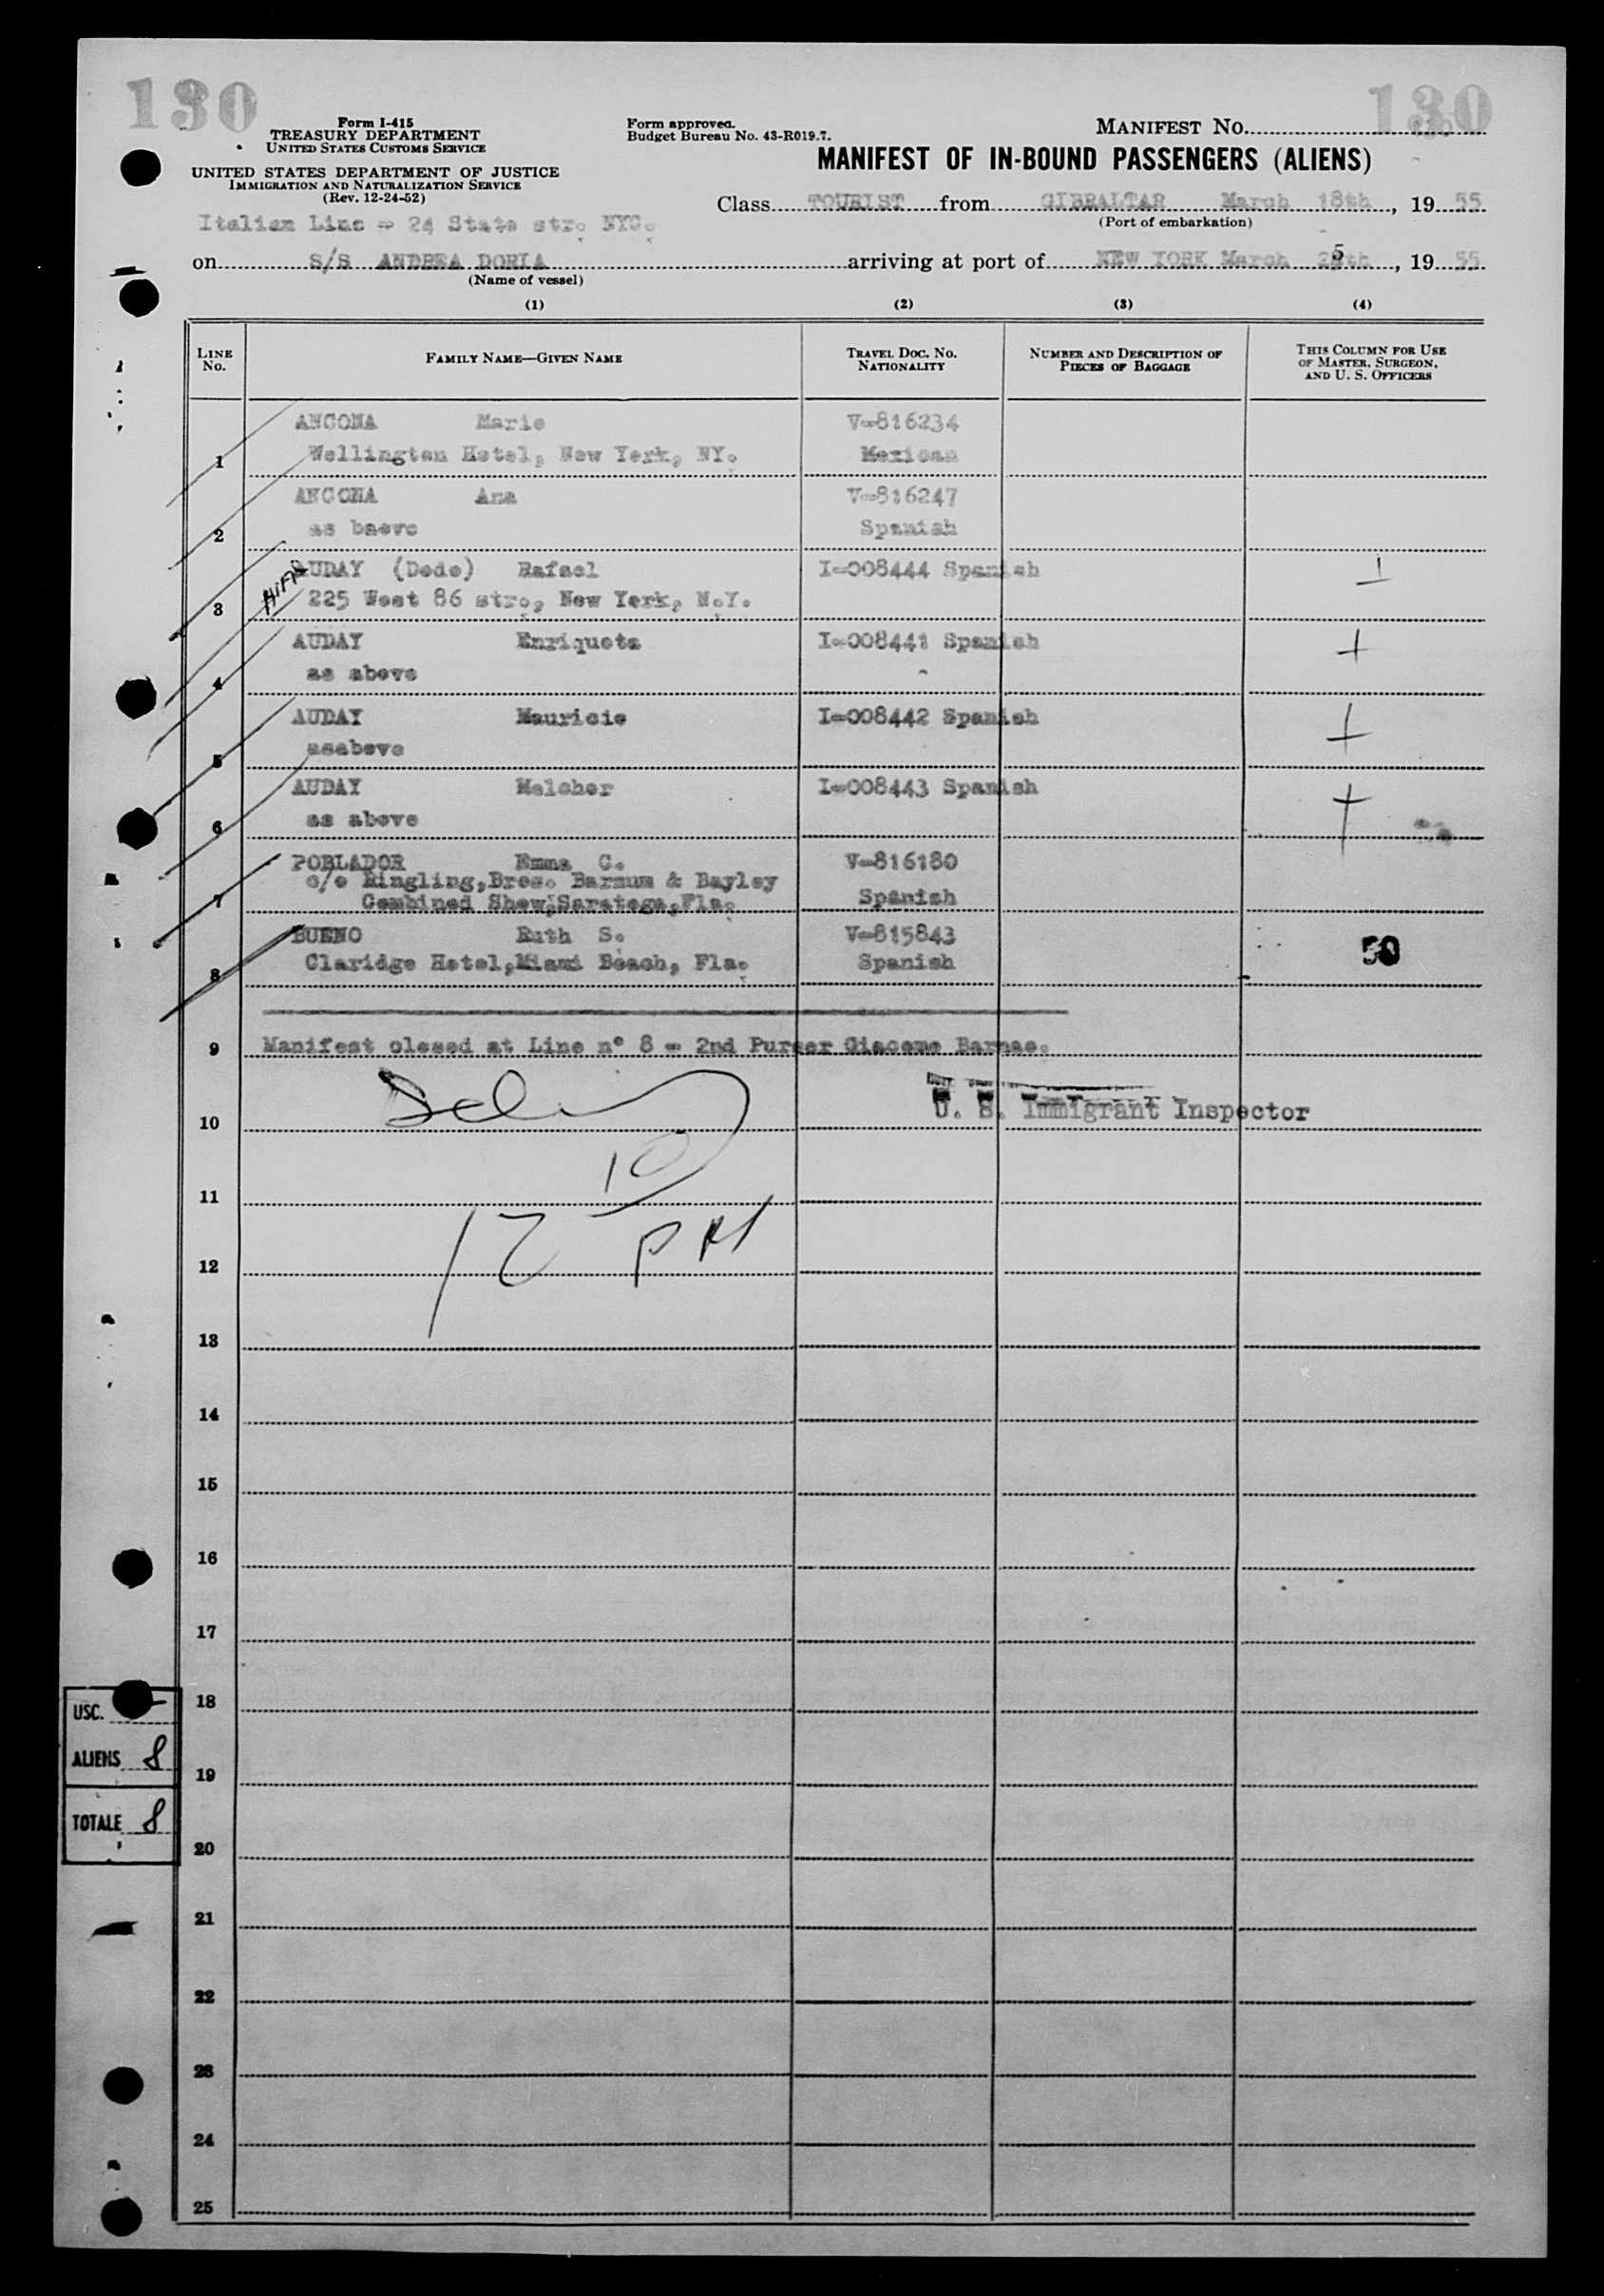 130
130
Form I-415
TREASURY DEPARTMENT
UNITED STATES CUSTOMS SERVICE
UNITED STATES DEPARTMENT OF JUSTICE
IMMIGRATION AND NATURALIZATION SERVICE
(Rev. 12-24-52)
Form approved.
Budget Bureau No. 43-R019.7.
MANIFEST No.
MANIFEST OF IN-BOUND PASSENGERS (ALIENS)
Class TOURIST from GIBRALTAR March 18th, 19 55
(Port of embarkation)
Italian Line - 24 State str. NYC.
on S/S ANDREA DORIA arriving at port of NEW YORK March 25th, 19 55
(Name of vessel)
(1) (2) (3) (4)
LINE No. FAMILY NAME—GIVEN NAME TRAVEL DOC. No. NATIONALITY NUMBER AND DESCRIPTION OF PIECES OF BAGGAGE THIS COLUMN FOR USE OF MASTER, SURGEON, AND U. S. OFFICERS
ANCONA Marie V-816234
1 Wellington Hotel, New York, NY. Mexican
ANCONA Ana V-816247
2 as baove Spanish
AUDAY (Dode) Rafael I-008444 Spanish
3 225 West 86 str., New York, N.Y.
AUDAY Enriqueta I-008441 Spanish
4 as above
AUDAY Mauricio I-008442 Spanish
5 asabove
AUDAY Melchor I-008443 Spanish
6 as above
POBLADOR Emma C. V-816180
c/o Ringling,Bros. Barnum & Bayley
7 Combined Show,Saratoga,Fla. Spanish
BUENO Ruth S. V-815843
8 Claridge Hotel,Miami Beach, Fla. Spanish
50
9 Manifest closed at Line n° 8 - 2nd Purser Giacomo Barnao.
U. S. Immigrant Inspector
10
10
11
12 PM
12
13
14
15
16
17
18
USC. -
ALIENS 8
19
TOTALE 8
20
21
22
23
24
25